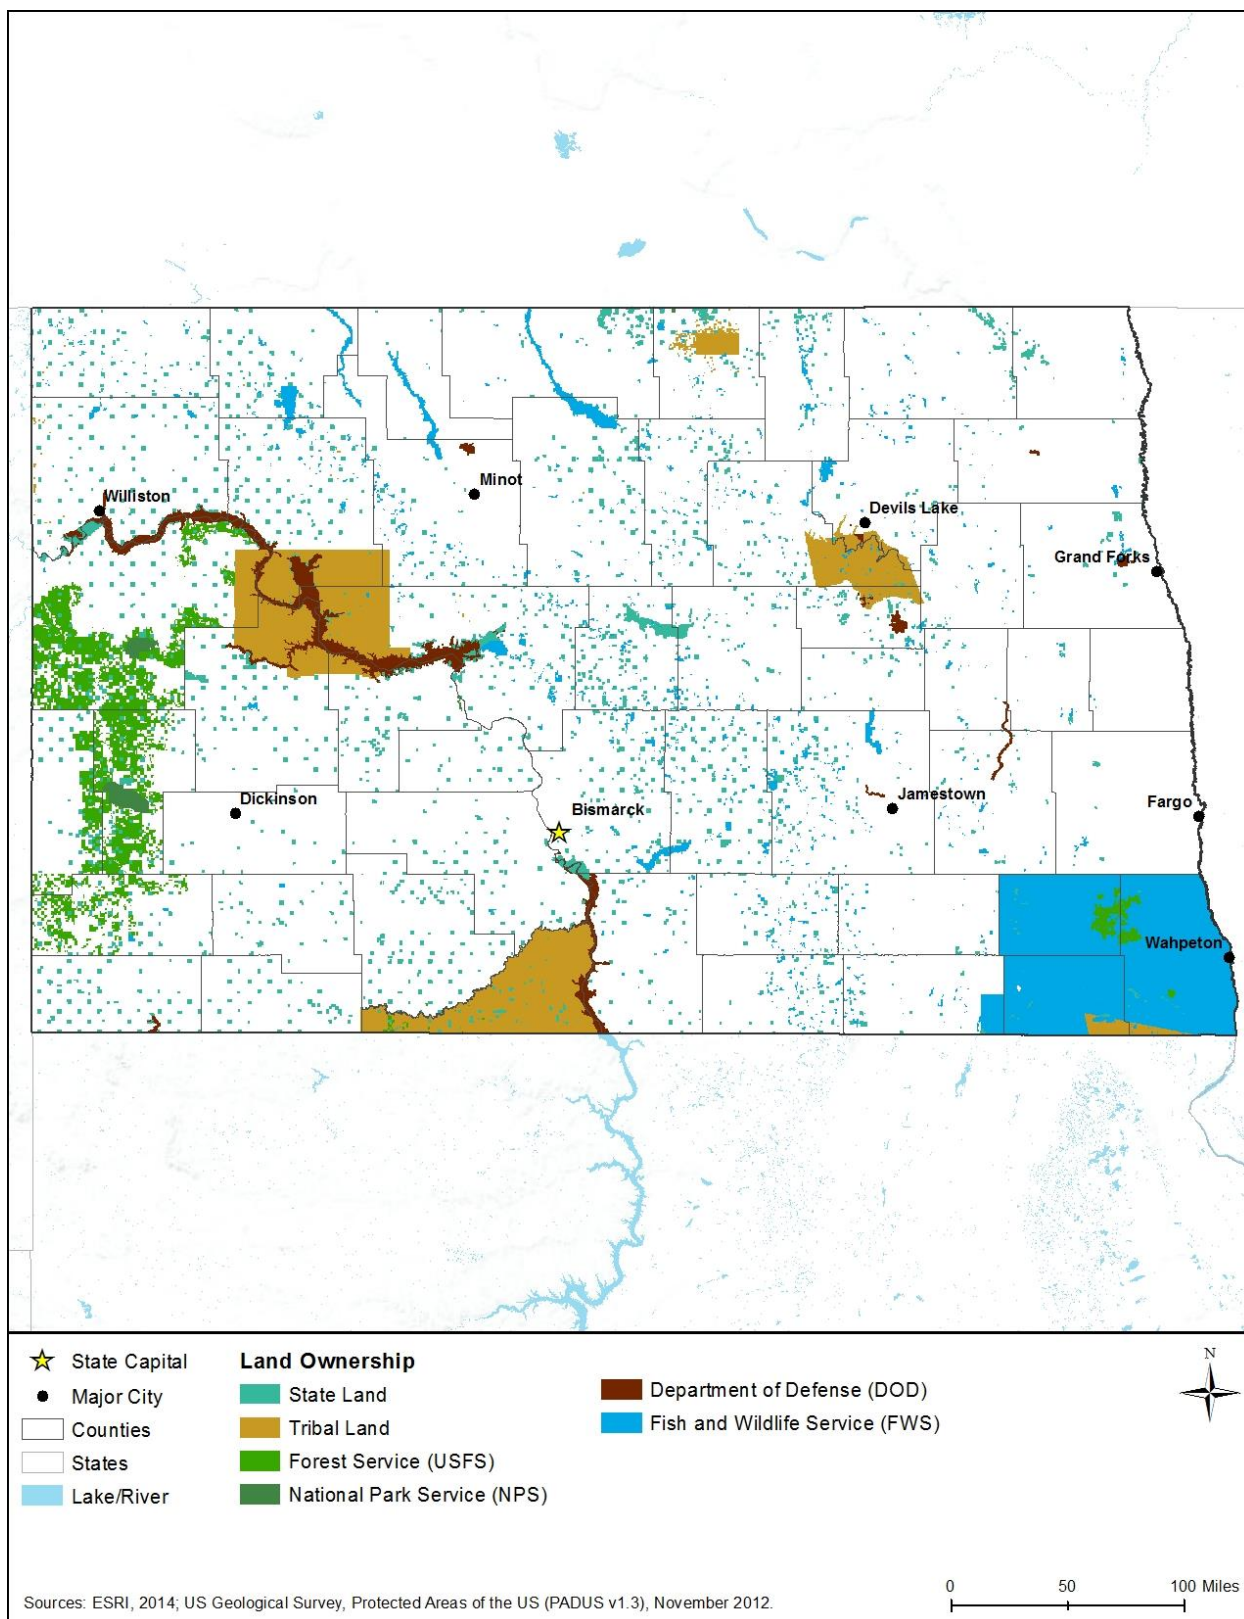 Minot
Williston
Devils Lake
Grand Forks
Dickinson
Bismarck
Jamestown
Fargo
Wahpeton
State Capital
Major City
Counties
States
Lake/River
Land Ownership
State Land
Tribal Land
Forest Service (USFS)
National Park Service (NPS)
Department of Defense (DOD)
Fish and Wildlife Service (FWS)
N
0 50 100 Miles
Sources: ESRI, 2014; US Geological Survey, Protected Areas of the US (PADUS v1.3), November 2012.